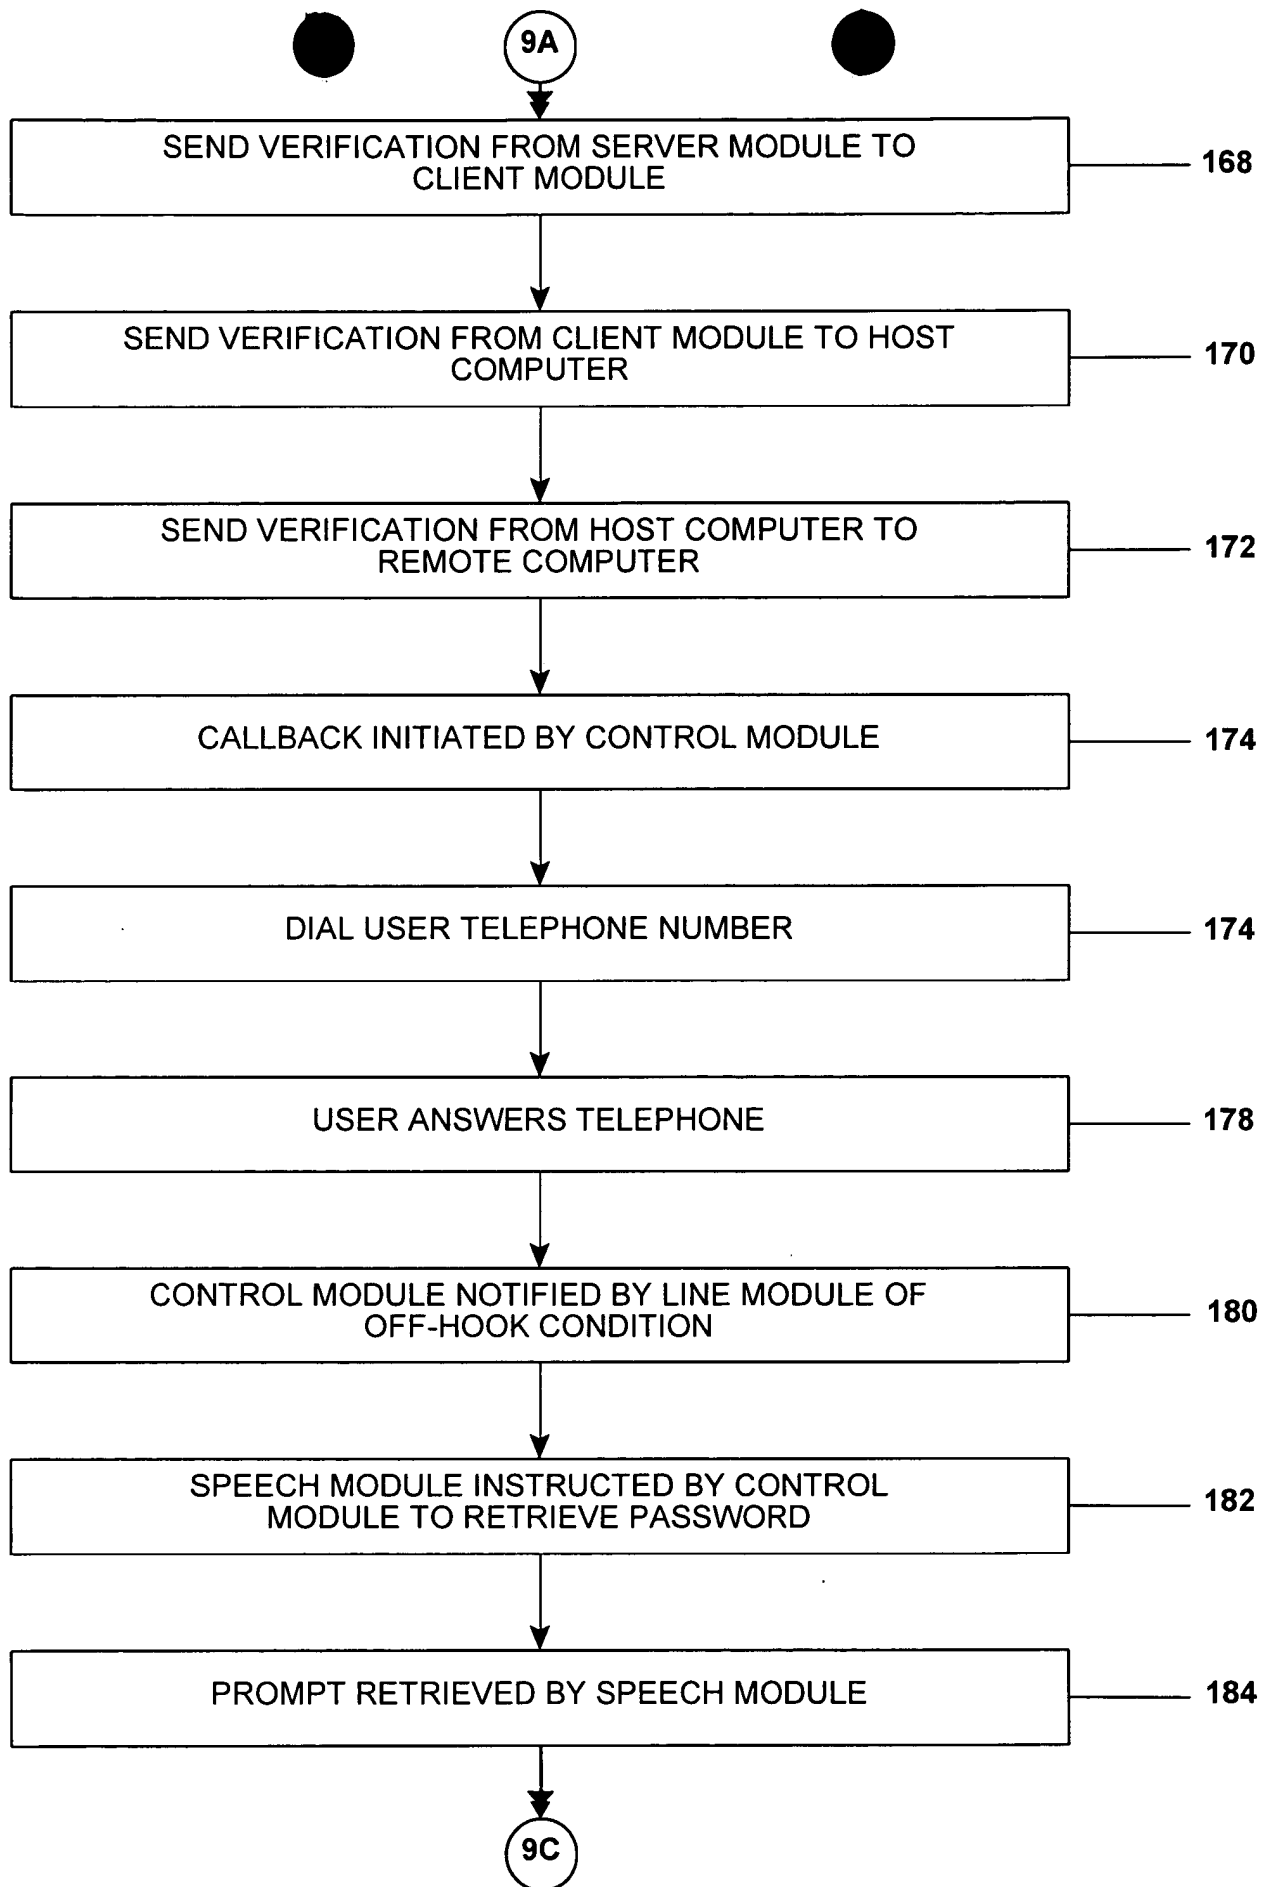 9A
SEND VERIFICATION FROM SERVER MODULE TO
CLIENT MODULE
168
SEND VERIFICATION FROM CLIENT MODULE TO HOST
COMPUTER
170
SEND VERIFICATION FROM HOST COMPUTER TO
REMOTE COMPUTER
172
CALLBACK INITIATED BY CONTROL MODULE
174
DIAL USER TELEPHONE NUMBER
174
USER ANSWERS TELEPHONE
178
CONTROL MODULE NOTIFIED BY LINE MODULE OF
OFF-HOOK CONDITION
180
SPEECH MODULE INSTRUCTED BY CONTROL
MODULE TO RETRIEVE PASSWORD
182
PROMPT RETRIEVED BY SPEECH MODULE
184
9C